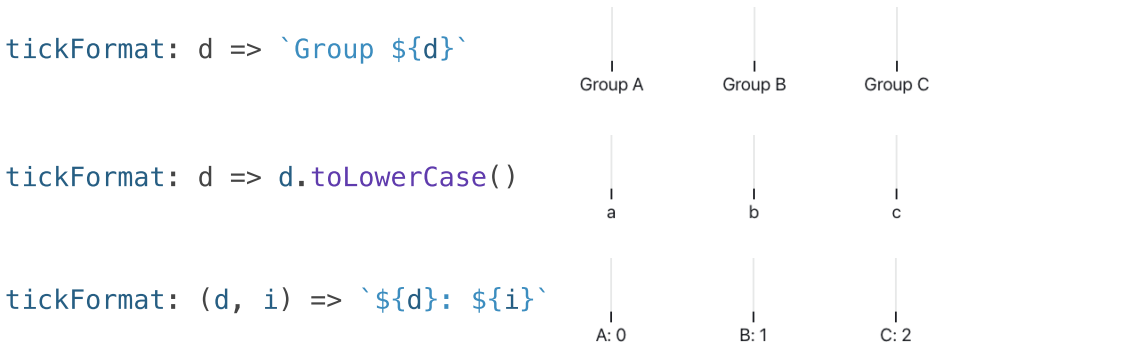 tickFormat: d => `Group ${d}`
Group A Group B Group C
tickFormat: d => d.toLowerCase()
a b c
tickFormat: (d, i) => `${d}: ${i}`
A: 0 B: 1 C: 2